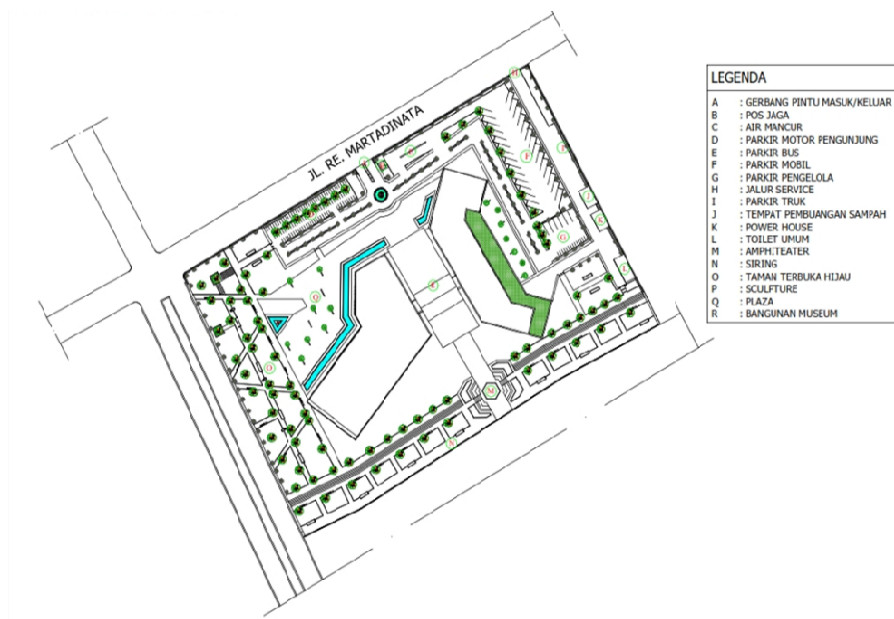 JL. RE. MARTADINATA
LEGENDA
A : GERBANG PINTU MASUK/KELUAR
B : POS JAGA
C : AIR MANCUR
D : PARKIR MOTOR PENGUNJUNG
E : PARKIR BUS
F : PARKIR MOBIL
G : PARKIR PENGELOLA
H : JALUR SERVICE
I : PARKIR TRUK
J : TEMPAT PEMBUANGAN SAMPAH
K : POWER HOUSE
L : TOILET UMUM
M : AMPHITEATER
N : SIRING
O : TAMAN TERBUKA HIJAU
P : SCULPTURE
Q : PLAZA
R : BANGUNAN MUSEUM